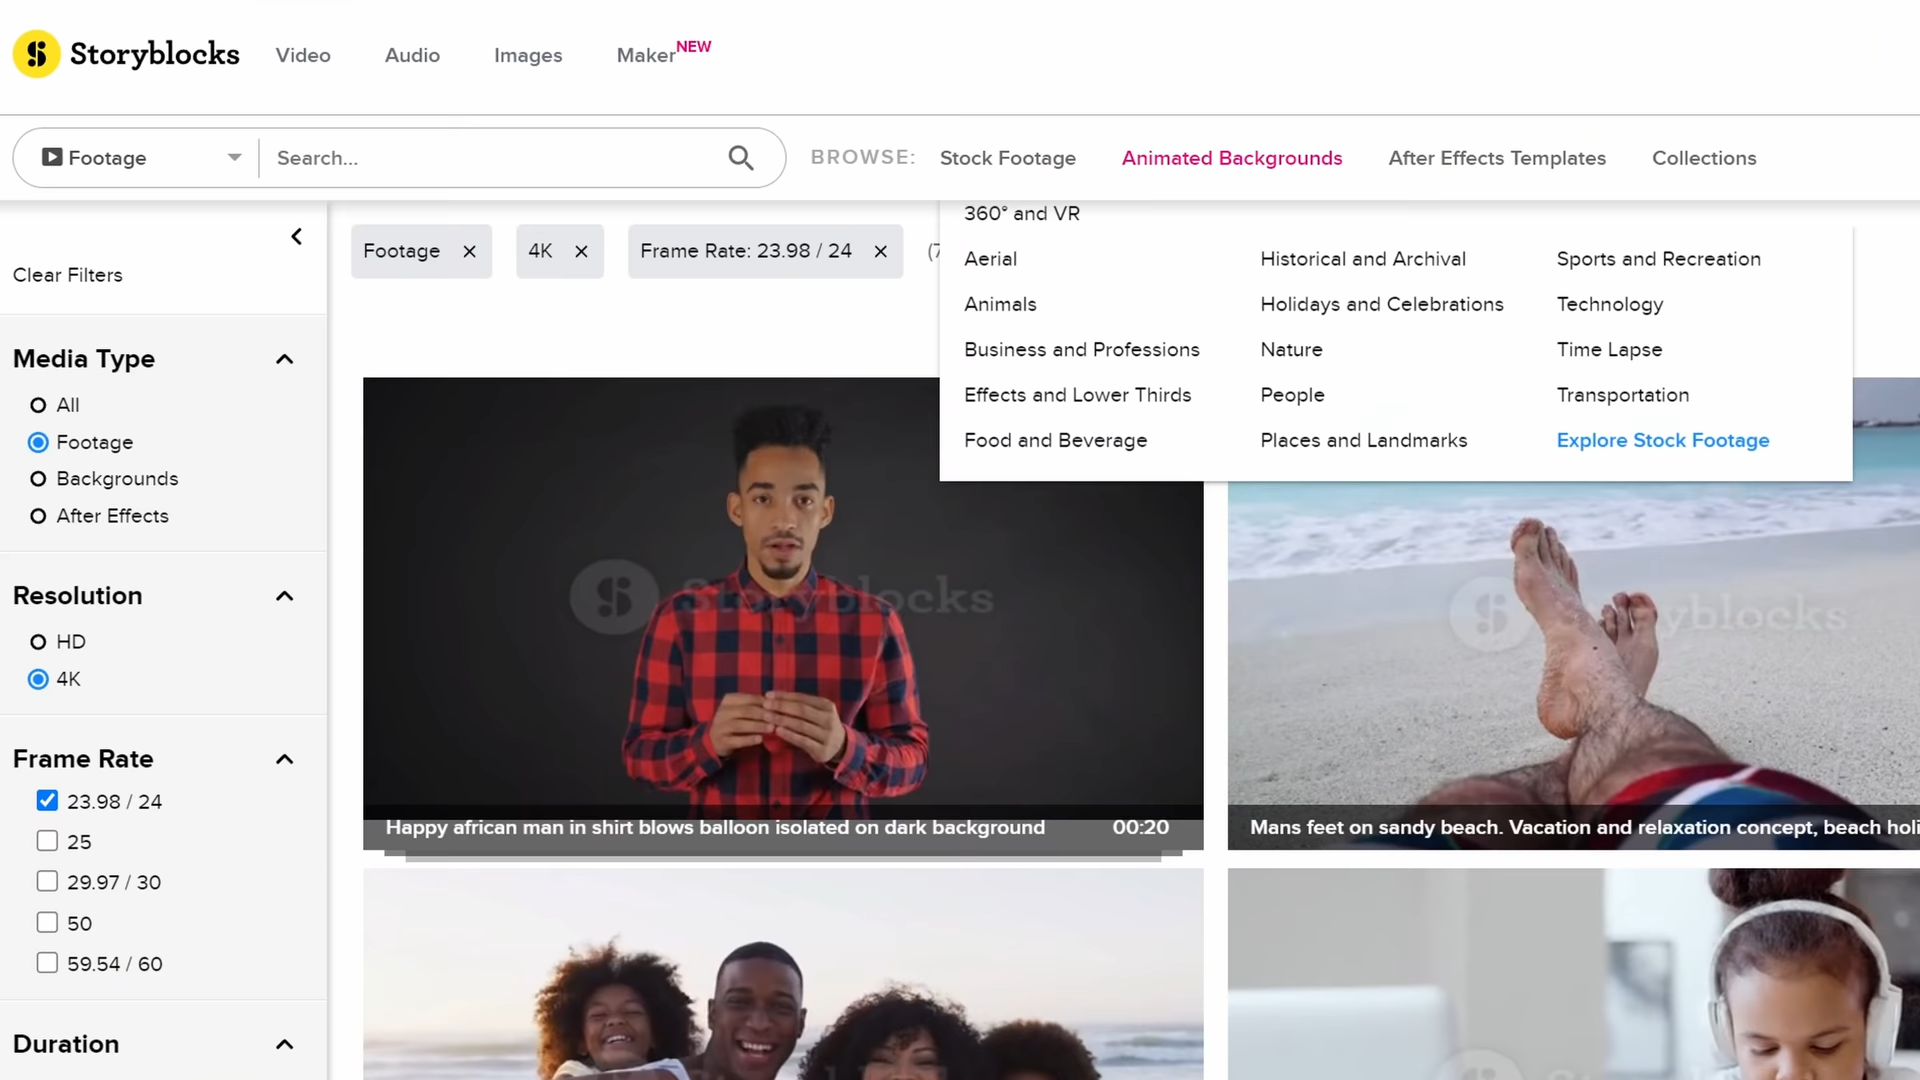 Storyblocks
Video
Audio
Images
Maker NEW
Footage
Search...
BROWSE:
Stock Footage
Animated Backgrounds
After Effects Templates
Collections
Clear Filters
Footage
4K
Frame Rate: 23.98 / 24
(7
360° and VR
Aerial
Animals
Business and Professions
Effects and Lower Thirds
Food and Beverage
Historical and Archival
Holidays and Celebrations
Nature
People
Places and Landmarks
Sports and Recreation
Technology
Time Lapse
Transportation
Explore Stock Footage
Media Type
All
Footage
Backgrounds
After Effects
Resolution
HD
4K
Frame Rate
23.98 / 24
25
29.97 / 30
50
59.54 / 60
Duration
Storyblocks
Happy african man in shirt blows balloon isolated on dark background 00:20
yblocks
Mans feet on sandy beach. Vacation and relaxation concept, beach holi